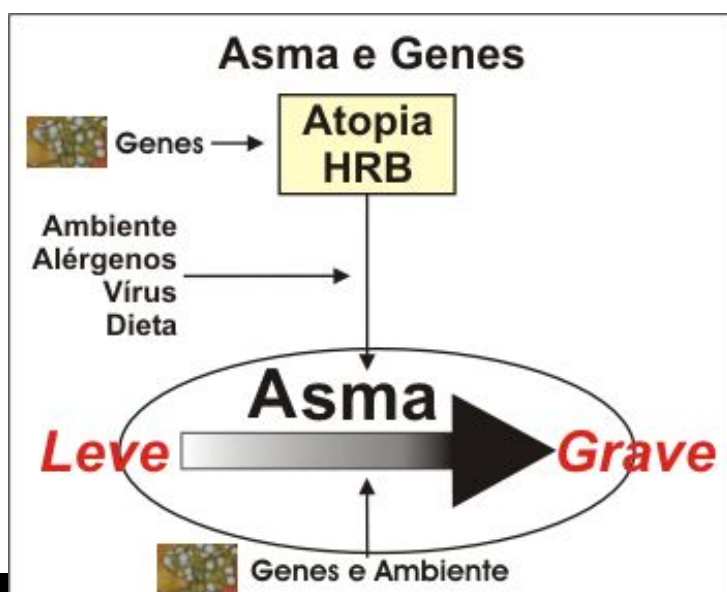 Asma e Genes
Atopia
HRB
Genes
Ambiente
Alérgenos
Vírus
Dieta
Asma
Leve
Grave
Genes e Ambiente